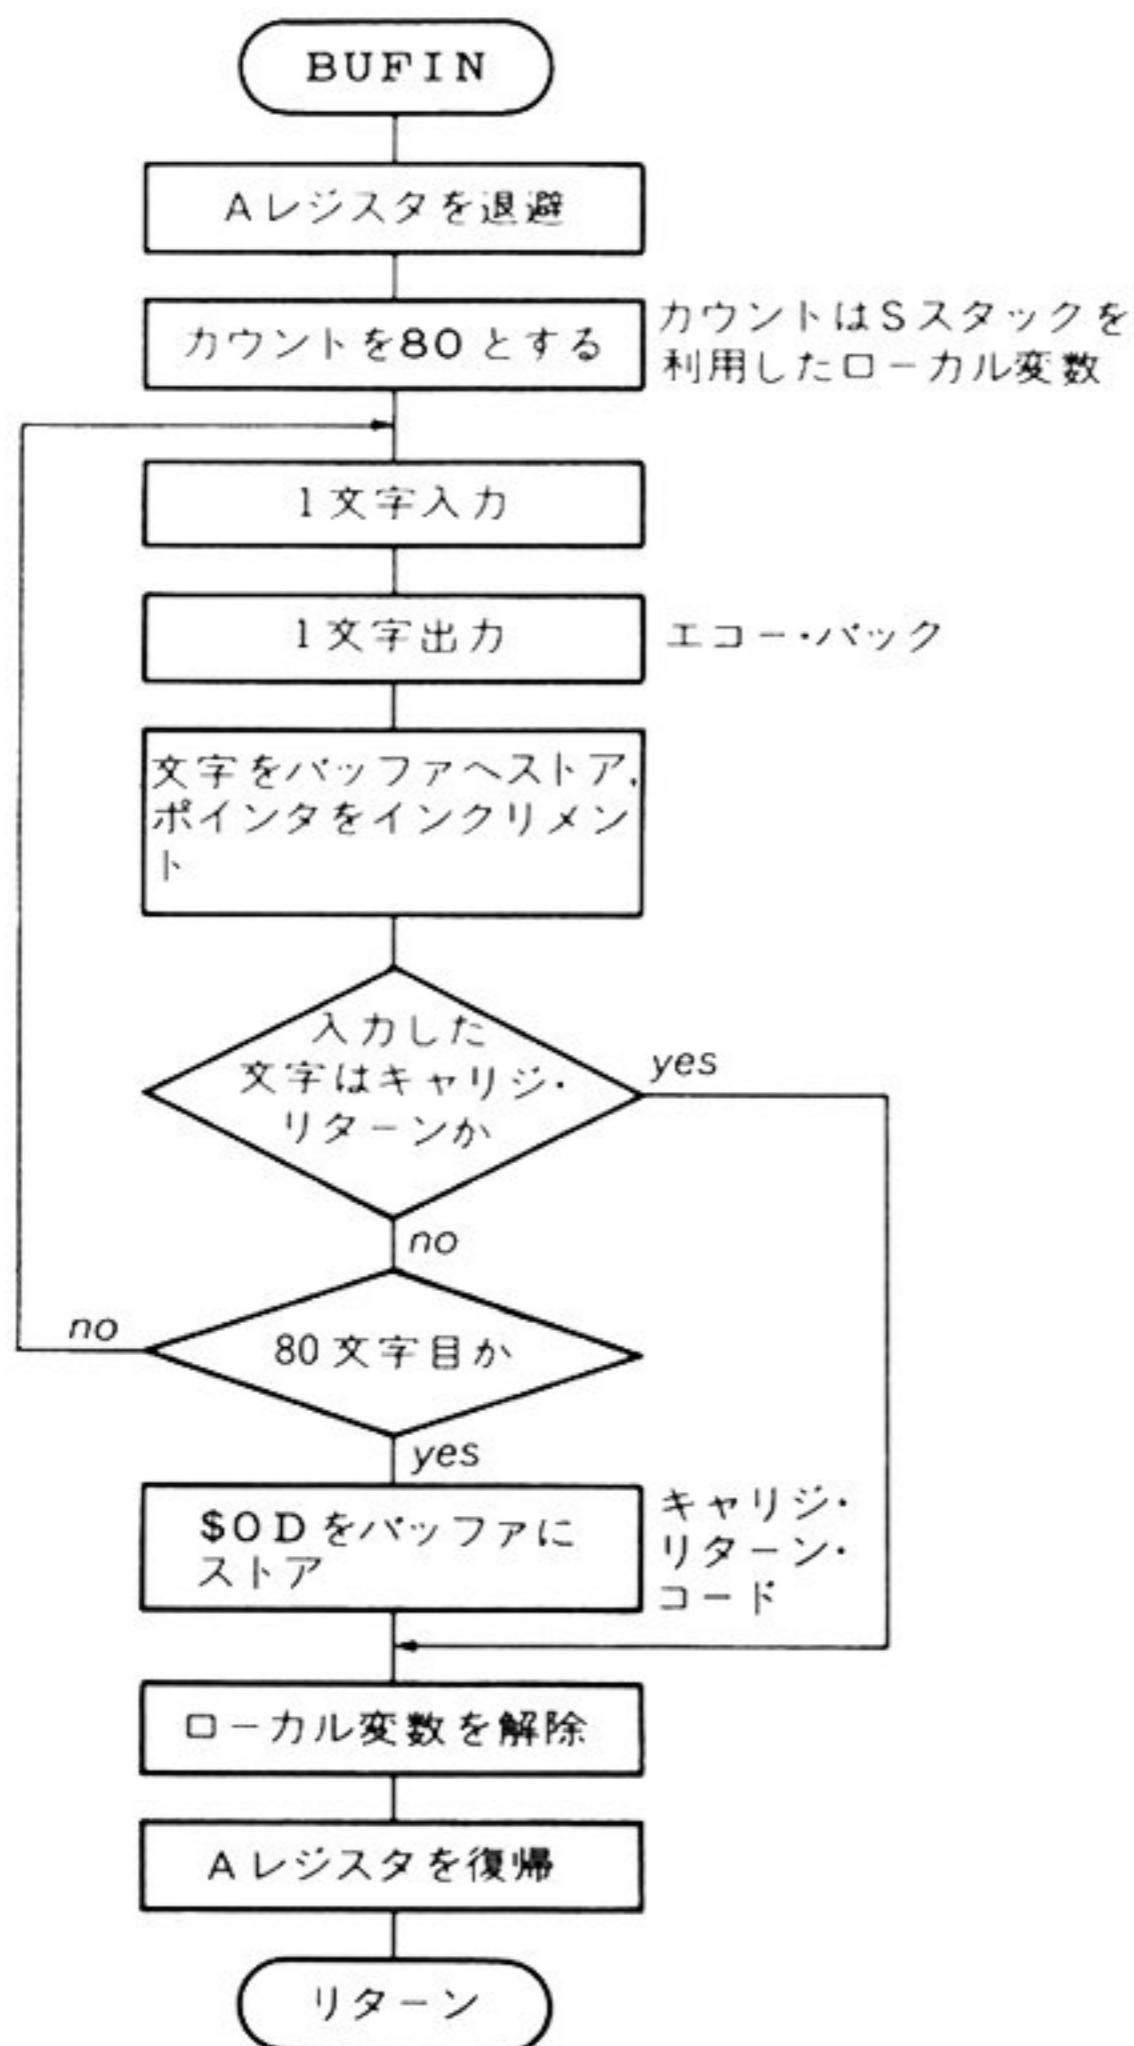 BUFIN
Aレジスタを退避
カウントを80とする
カウントはSスタックを
利用したローカル変数
1文字入力
1文字出力
エコー・バック
文字をバッファへストア,
ポインタをインクリメン
ト
入力した
文字はキャリジ・
リターンか
yes
no
80文字目か
no
yes
$0Dをバッファに
ストア
キャリジ・
リターン・
コード
ローカル変数を解除
Aレジスタを復帰
リターン